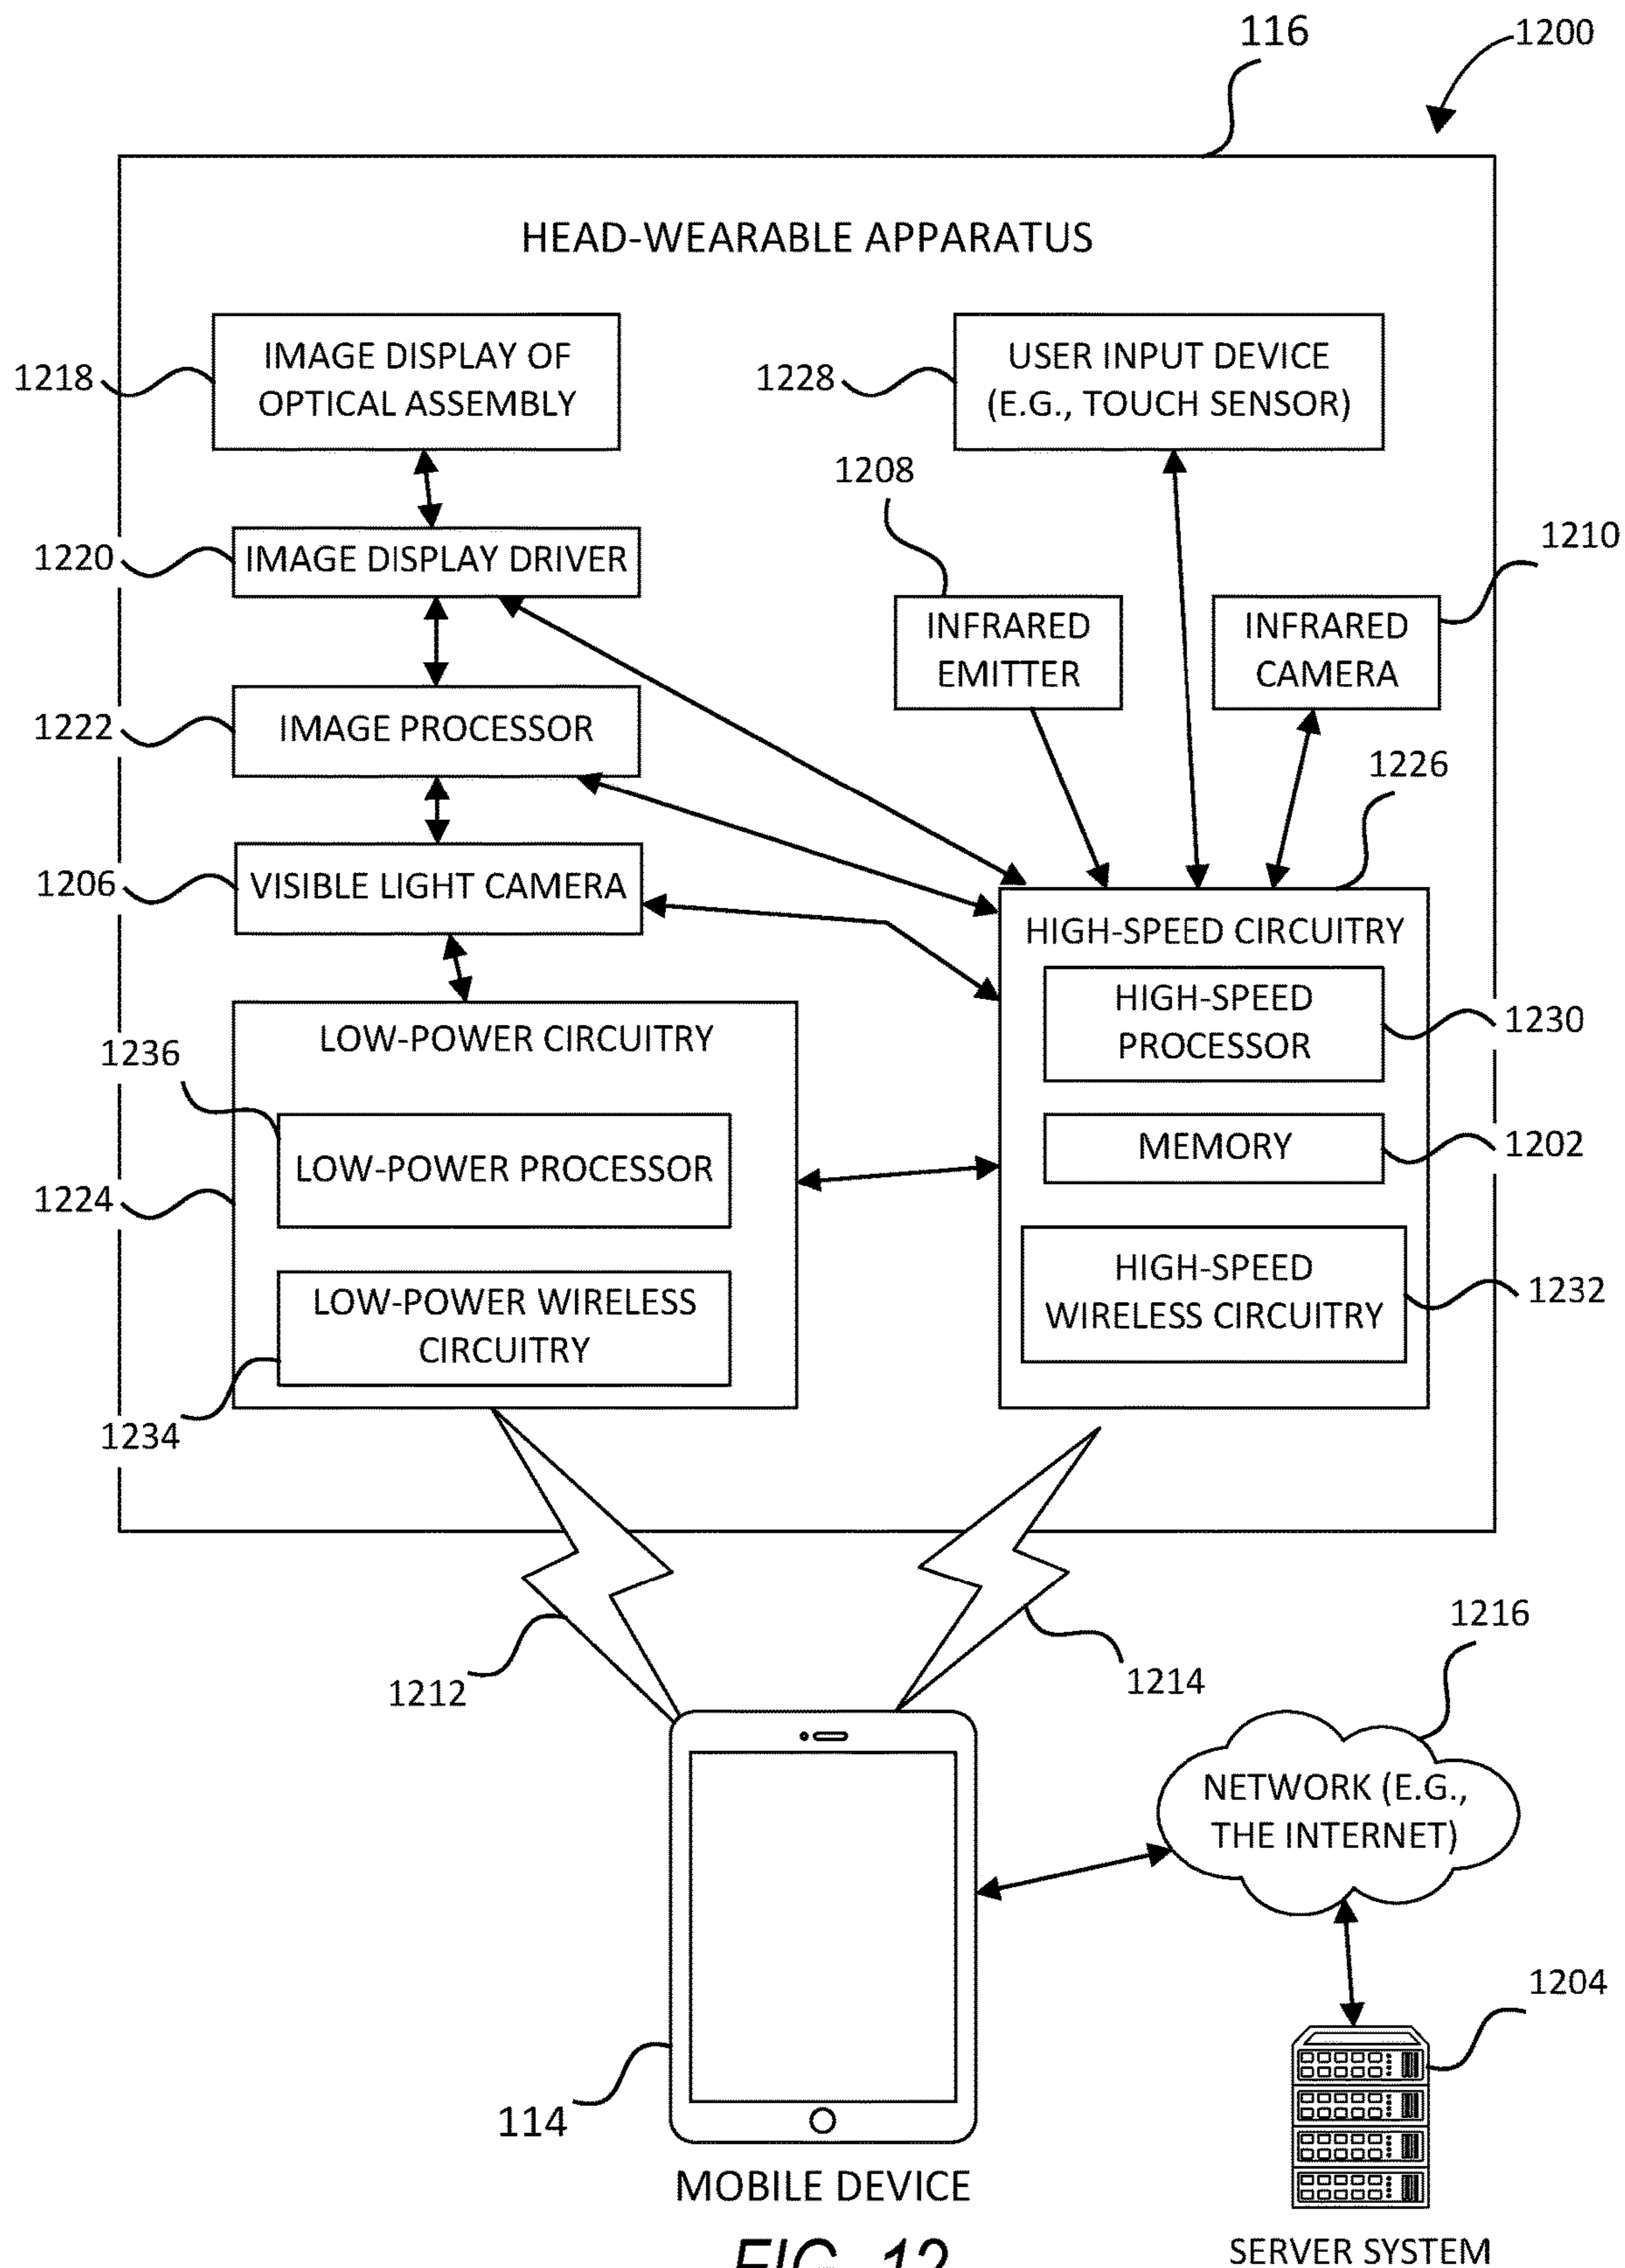 116
1200
HEAD-WEARABLE APPARATUS
1218
IMAGE DISPLAY OF
OPTICAL ASSEMBLY
1228
USER INPUT DEVICE
(E.G., TOUCH SENSOR)
1208
1220
IMAGE DISPLAY DRIVER
1210
INFRARED
EMITTER
INFRARED
CAMERA
1222
IMAGE PROCESSOR
1226
1206
VISIBLE LIGHT CAMERA
HIGH-SPEED CIRCUITRY
HIGH-SPEED
PROCESSOR
1230
LOW-POWER CIRCUITRY
1236
MEMORY
1202
LOW-POWER PROCESSOR
1224
HIGH-SPEED
WIRELESS CIRCUITRY
1232
LOW-POWER WIRELESS
CIRCUITRY
1234
1212
1214
1216
NETWORK (E.G.,
THE INTERNET)
1204
114
MOBILE DEVICE
SERVER SYSTEM
FIG. 12